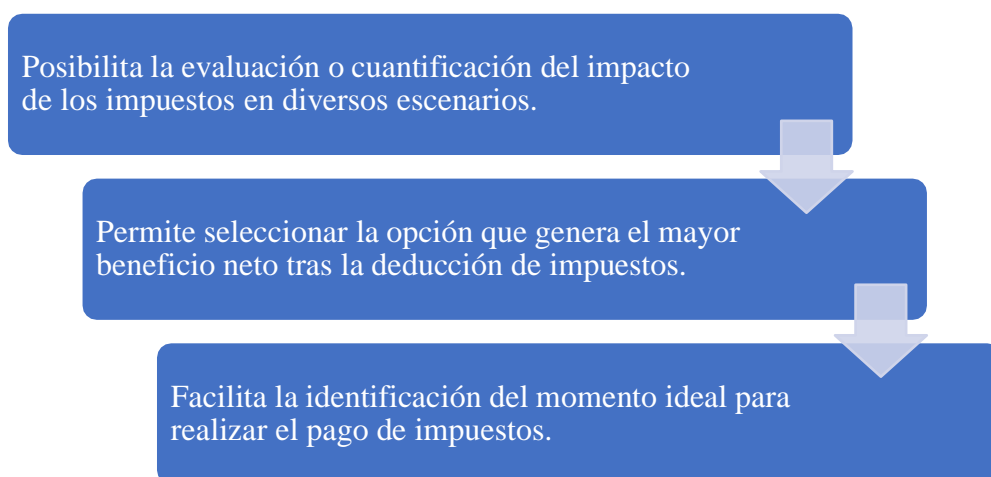 Posibilita la evaluación o cuantificación del impacto
de los impuestos en diversos escenarios.
Permite seleccionar la opción que genera el mayor
beneficio neto tras la deducción de impuestos.
Facilita la identificación del momento ideal para
realizar el pago de impuestos.